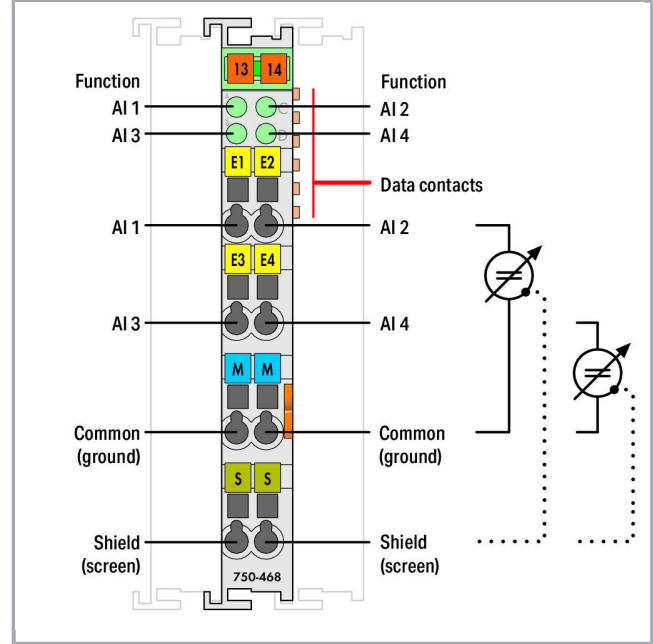 13 14
Function
Function
A
C
AI 1
AI 2
B
D
AI 3
AI 4
E1 E2
Data contacts
AI 1
AI 2
E3 E4
AI 3
AI 4
M M
Common
(ground)
Common
(ground)
S S
Shield
(screen)
Shield
(screen)
750-468